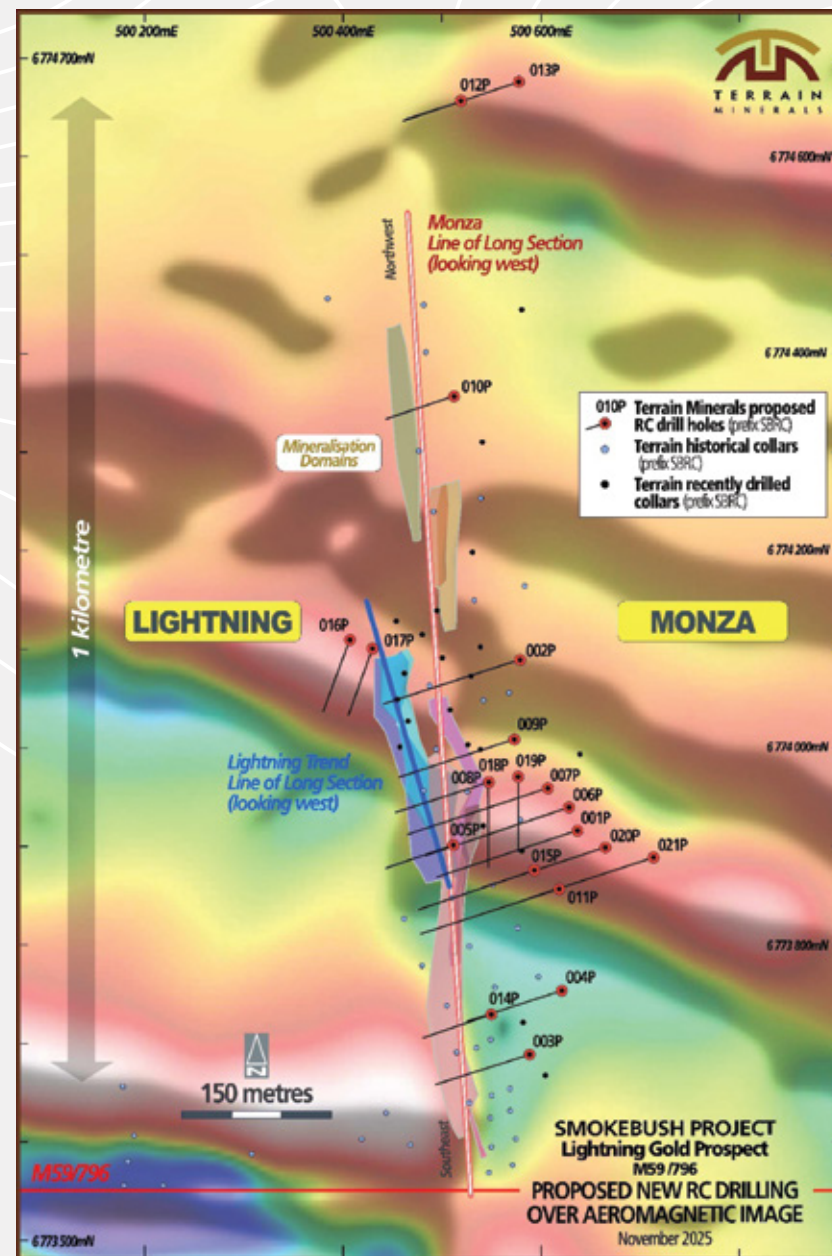 500 200mE
500 400mE
500 600mE
6 774 700mN
TERRAIN
MINERALS
012P
013P
6 774 600mN
Northwest
Monza
Line of Long Section
(looking west)
6 774 400mN
010P
Mineralisation
Domains
010P Terrain Minerals proposed
RC drill holes (prefix SBRC)
Terrain historical collars
(prefix SBRC)
Terrain recently drilled
collars (prefix SBRC)
1 kilometre
6 774 200mN
LIGHTNING
MONZA
016P
017P
002P
009P
6 774 000mN
Lightning Trend
Line of Long Section
(looking west)
008P
018P
019P
007P
006P
001P
005P
020P
021P
015P
011P
6 773 800mN
004P
014P
003P
N
150 metres
Southeast
SMOKEBUSH PROJECT
Lightning Gold Prospect
M59 /796
M59/796
PROPOSED NEW RC DRILLING
OVER AEROMAGNETIC IMAGE
November 2025
6 773 500mN